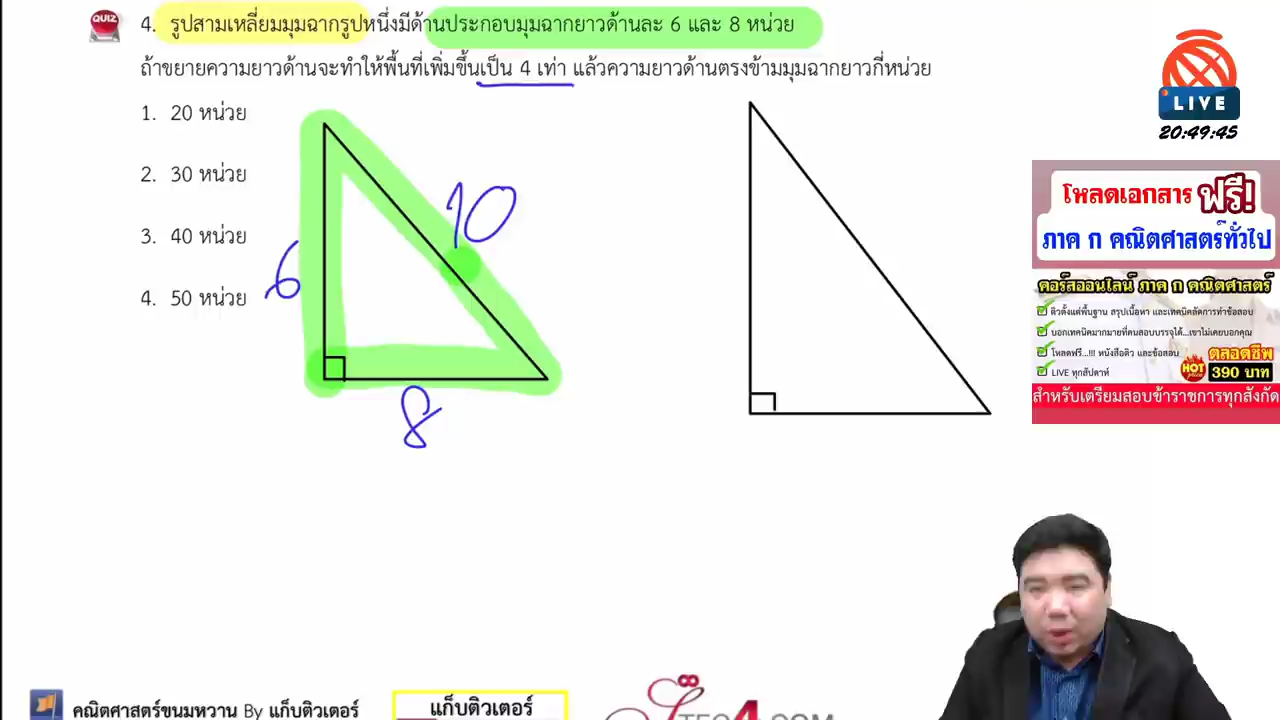 QUIZ
4. รูปสามเหลี่ยมมุมฉากรูปหนึ่งมีด้านประกอบมุมฉากยาวด้านละ 6 และ 8 หน่วย
ถ้าขยายความยาวด้านจะทำให้พื้นที่เพิ่มขึ้นเป็น 4 เท่า แล้วความยาวด้านตรงข้ามมุมฉากยาวกี่หน่วย
1. 20 หน่วย
2. 30 หน่วย
3. 40 หน่วย
4. 50 หน่วย
6
10
8
LIVE
20:49:45
โหลดเอกสาร ฟรี!
ภาค ก คณิตศาสตร์ทั่วไป
คอร์สออนไลน์ ภาค ก คณิตศาสตร์
ติวตั้งแต่พื้นฐาน สรุปเนื้อหา และเทคนิคลัดการทำข้อสอบ
บอกเทคนิคมากมายที่คนสอบบรรจุได้...เขาไม่เคยบอกคุณ
โหลดฟรี...!!! หนังสือติว และข้อสอบ
LIVE ทุกสัปดาห์
HOT
ตลอดชีพ
390 บาท
สำหรับเตรียมสอบข้าราชการทุกสังกัด
คณิตศาสตร์ขนมหวาน By แก็บติวเตอร์
แก็บติวเตอร์